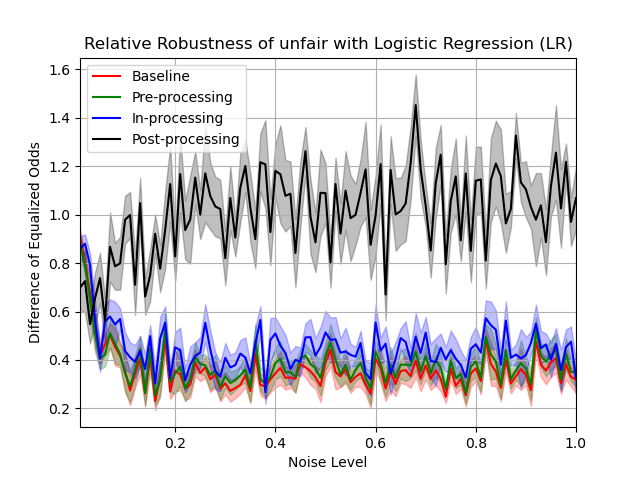 Relative Robustness of unfair with Logistic Regression (LR)
Baseline
Pre-processing
In-processing
Post-processing
Difference of Equalized Odds
1.6
1.4
1.2
1.0
0.8
0.6
0.4
0.2
0.2 0.4 0.6 0.8 1.0
Noise Level